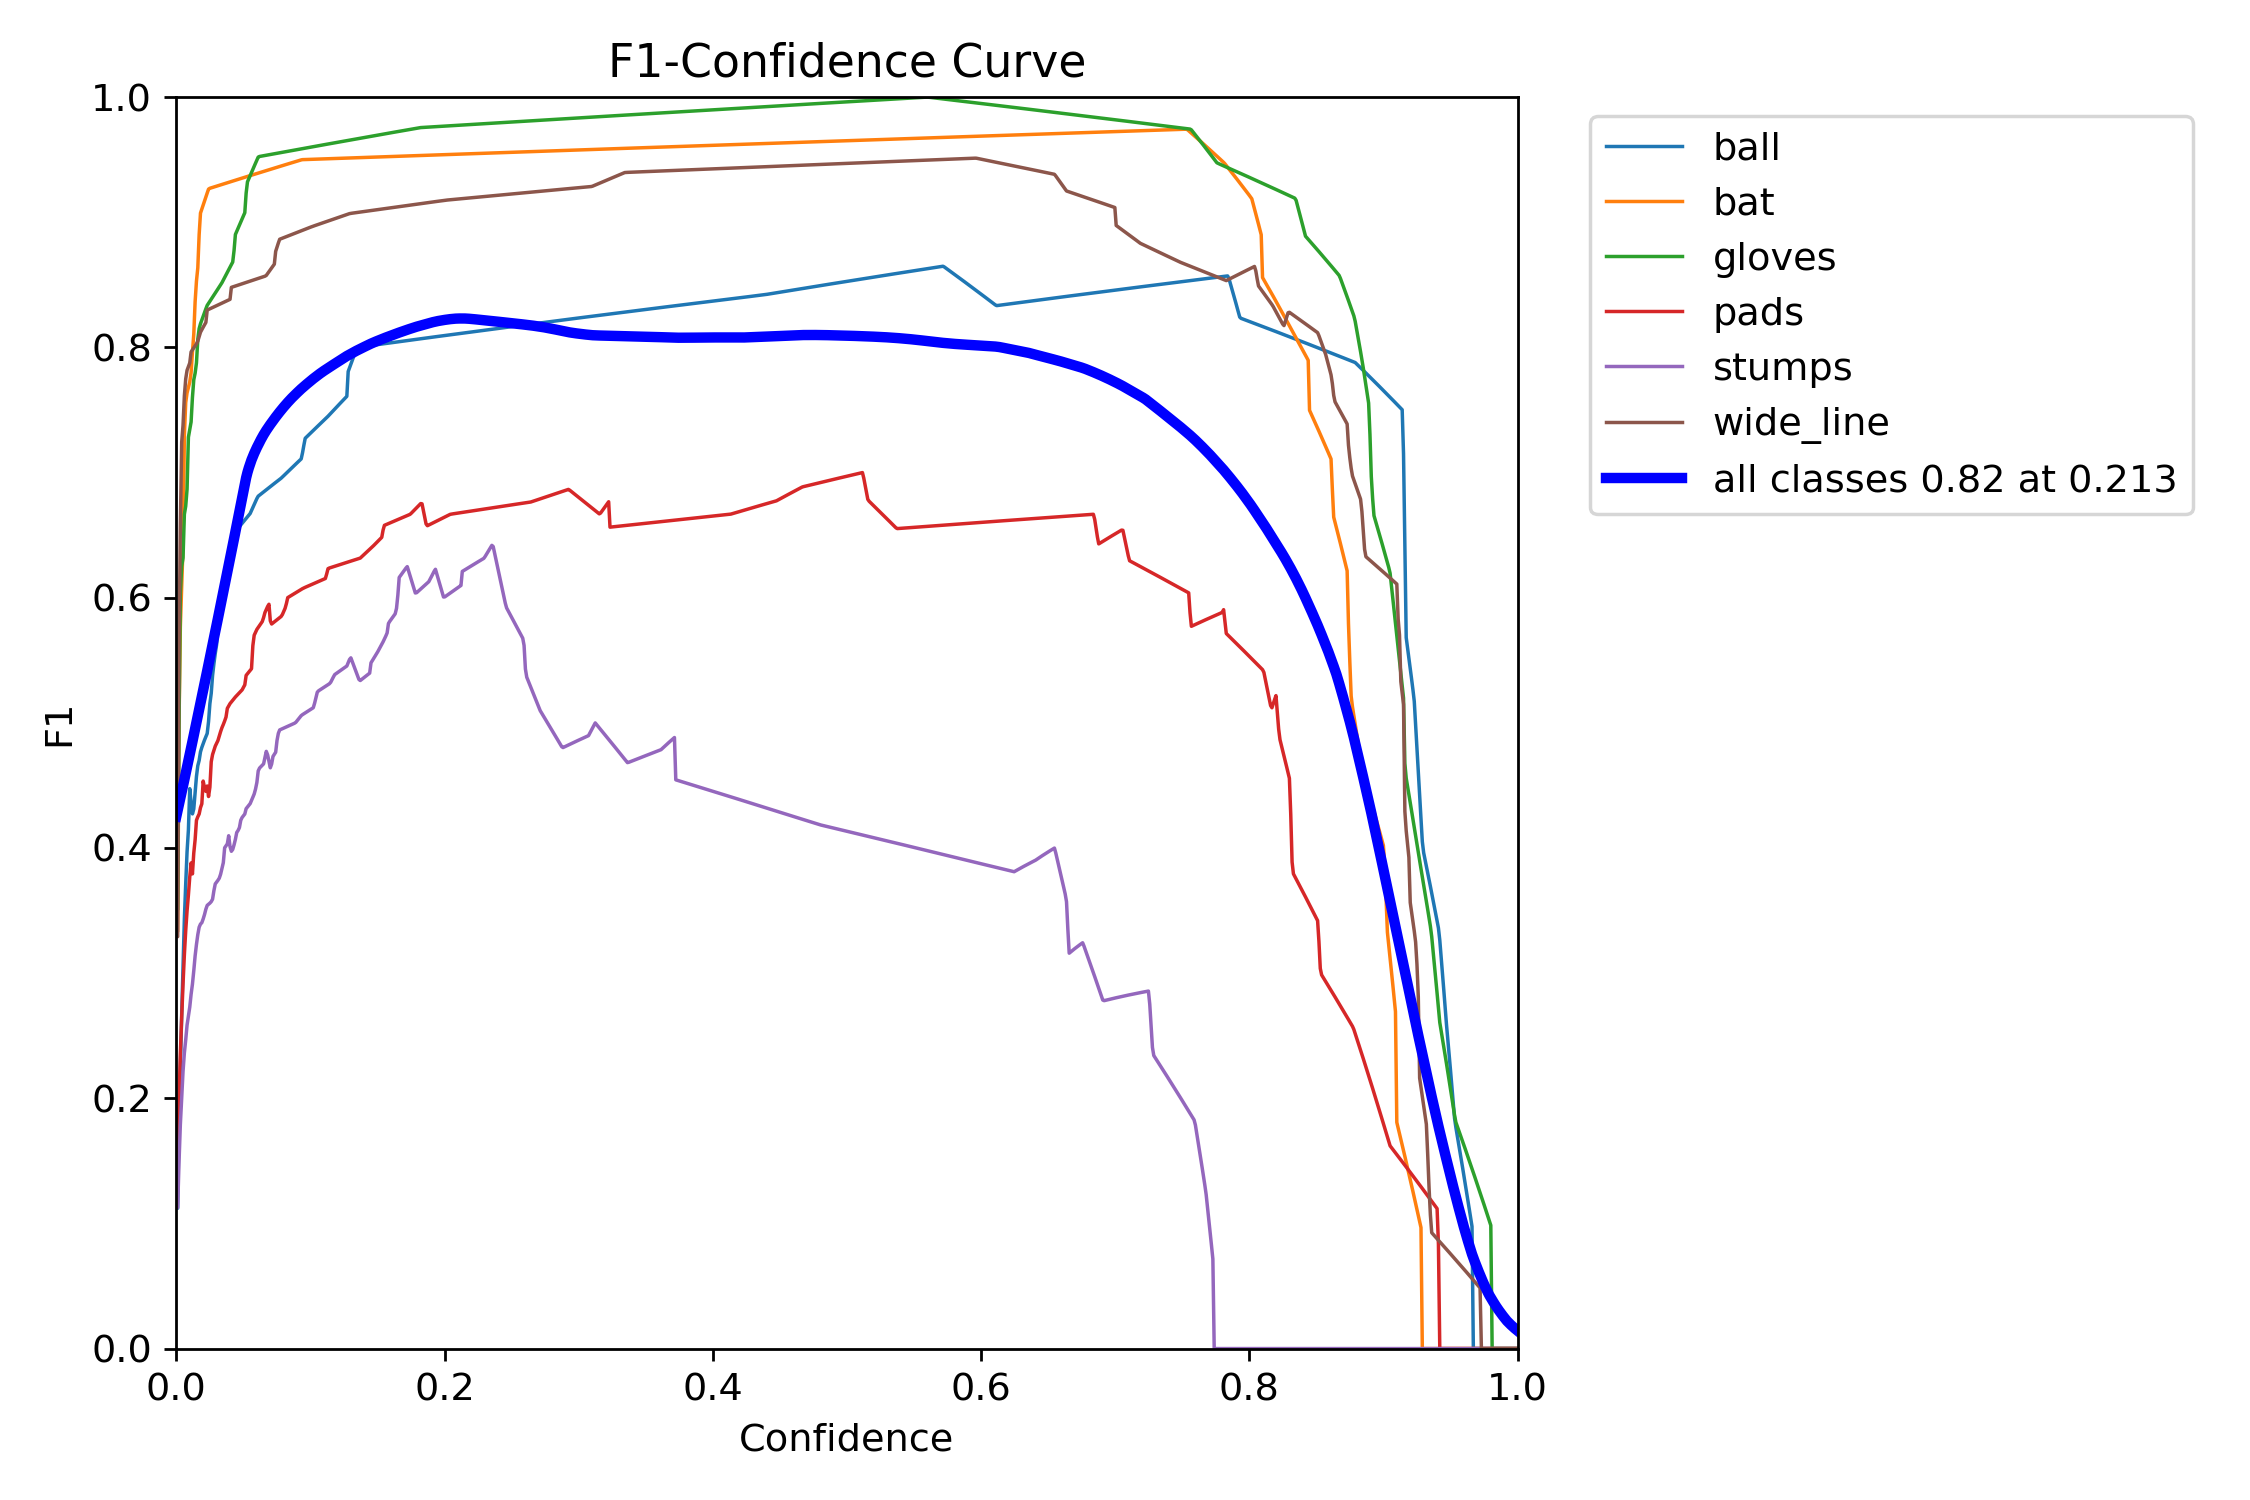 F1-Confidence Curve
1.0
0.8
0.6
0.4
0.2
0.0
F1
0.0 0.2 0.4 0.6 0.8 1.0
Confidence
ball
bat
gloves
pads
stumps
wide_line
all classes 0.82 at 0.213